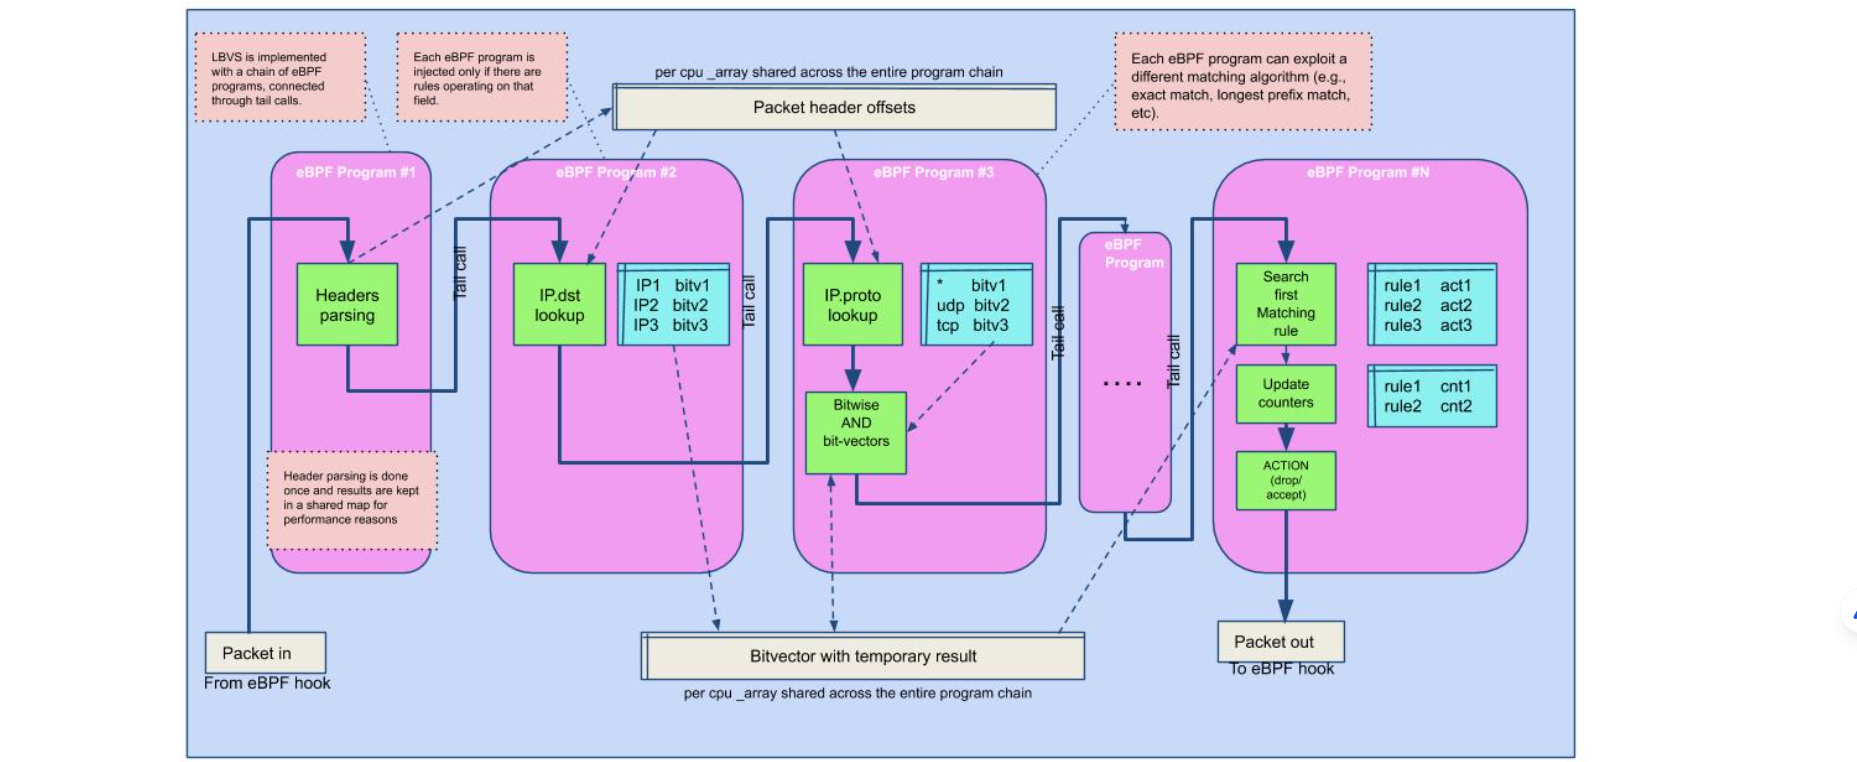 LBVS is implemented
with a chain of eBPF
programs, connected
through tail calls.
Each eBPF program is
injected only if there are
rules operating on that
field.
per cpu _array shared across the entire program chain
Packet header offsets
Each eBPF program can exploit a
different matching algorithm (e.g.,
exact match, longest prefix match,
etc).
eBPF Program #1
Headers
parsing
Header parsing is done
once and results are kept
in a shared map for
performance reasons
Tail call
eBPF Program #2
IP.dst
lookup
IP1 bitv1
IP2 bitv2
IP3 bitv3
Tail call
eBPF Program #3
IP.proto
lookup
* bitv1
udp bitv2
tcp bitv3
Bitwise
AND
bit-vectors
Tail call
eBPF
Program
....
Tail call
eBPF Program #N
Search
first
Matching
rule
rule1 act1
rule2 act2
rule3 act3
Update
counters
rule1 cnt1
rule2 cnt2
ACTION
(drop/
accept)
Packet in
From eBPF hook
Bitvector with temporary result
per cpu _array shared across the entire program chain
Packet out
To eBPF hook